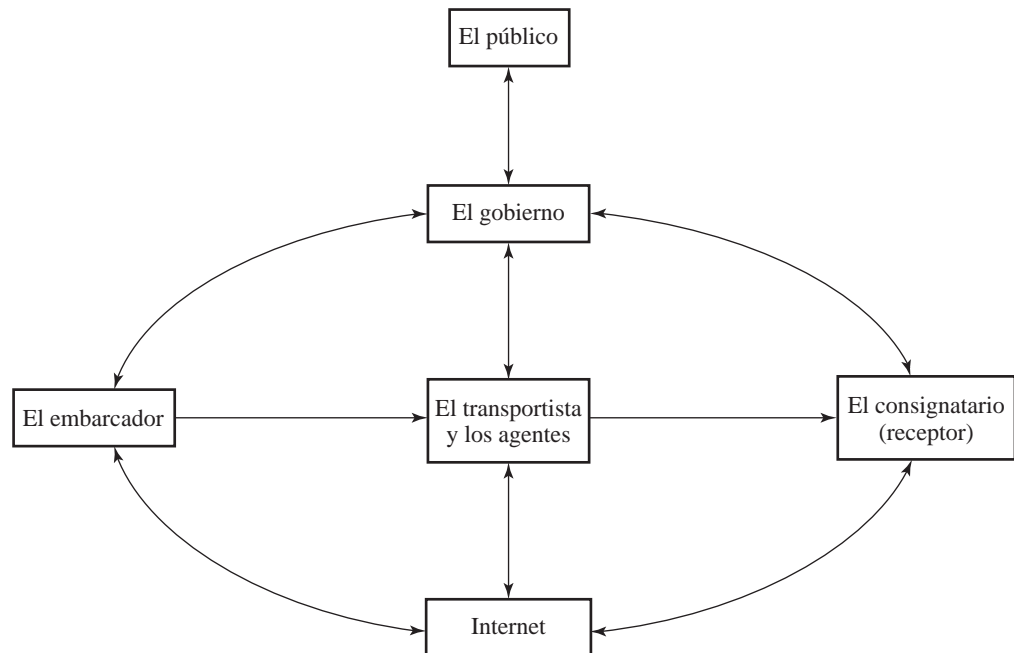 El público
El gobierno
El embarcador
El transportista
y los agentes
El consignatario
(receptor)
Internet